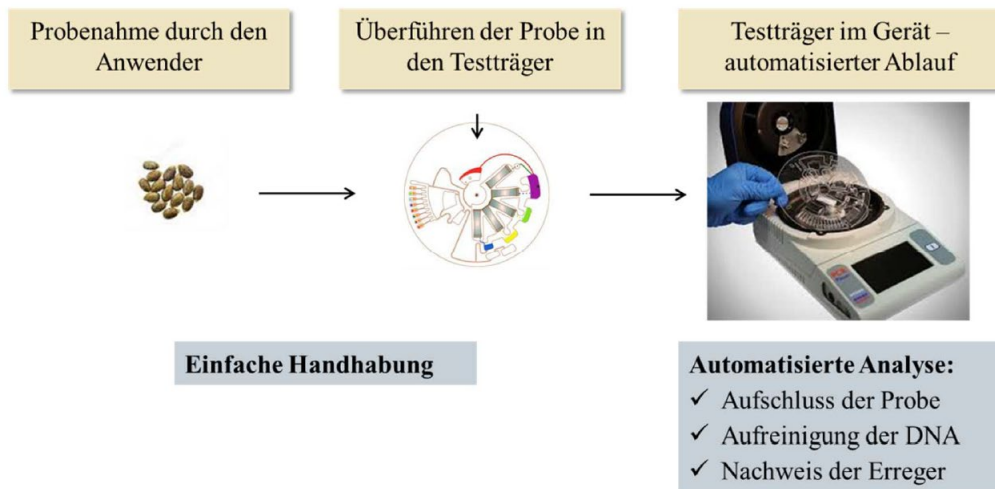 Probenahme durch den
Anwender
Überführen der Probe in
den Testträger
Testträger im Gerät –
automatisierter Ablauf
Einfache Handhabung
Automatisierte Analyse:
✓ Aufschluss der Probe
✓ Aufreinigung der DNA
✓ Nachweis der Erreger